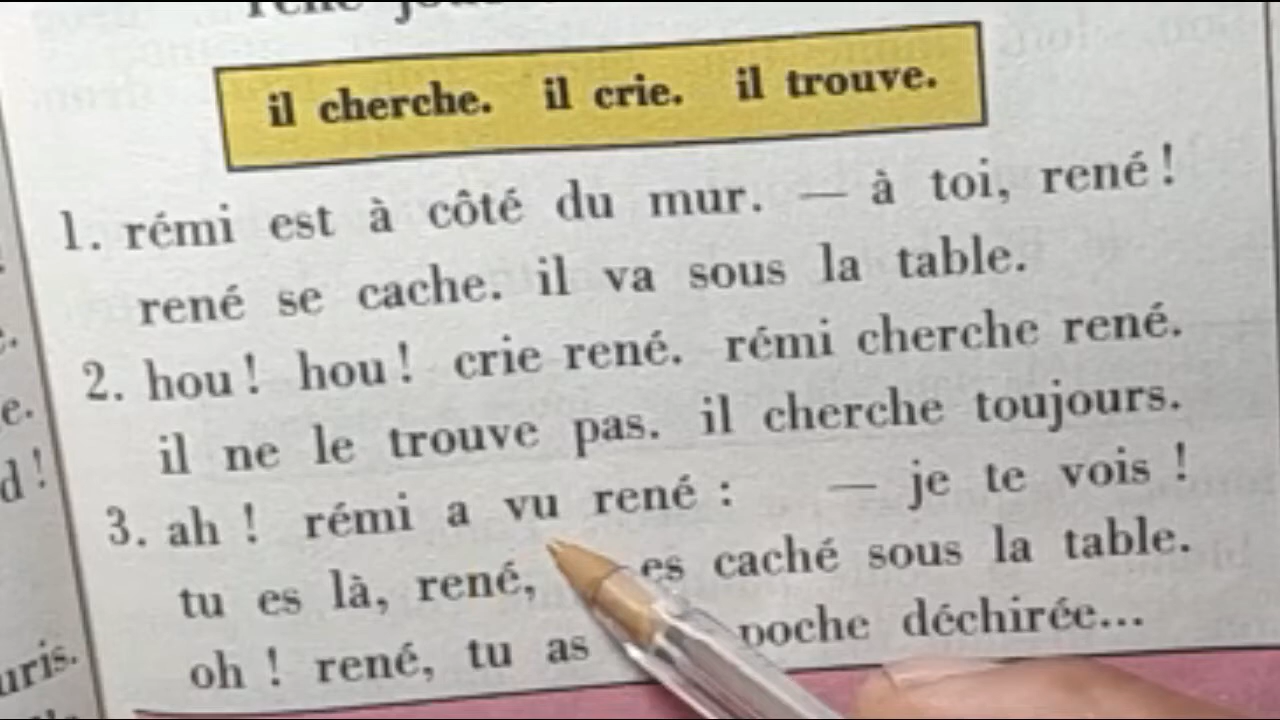 il cherche. il crie. il trouve.
1. rémi est à côté du mur. — à toi, rené !
rené se cache. il va sous la table.
2. hou ! hou ! crie rené. rémi cherche rené.
il ne le trouve pas. il cherche toujours.
3. ah ! rémi a vu rené : — je te vois !
tu es là, rené, es caché sous la table.
oh ! rené, tu as poche déchirée...